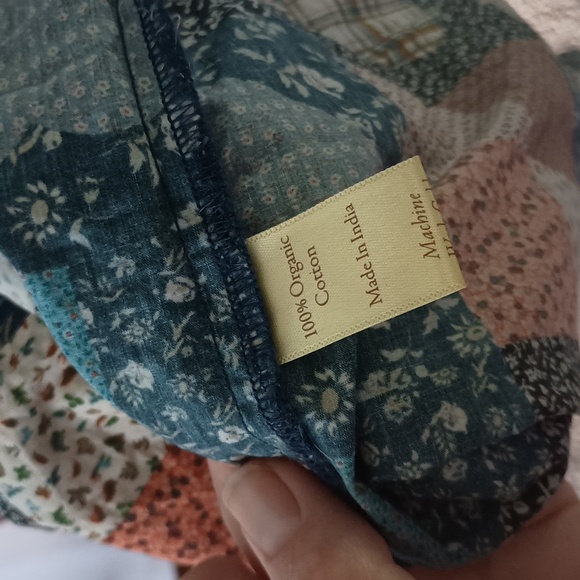 100% Organic
Cotton
Made In India
Machine